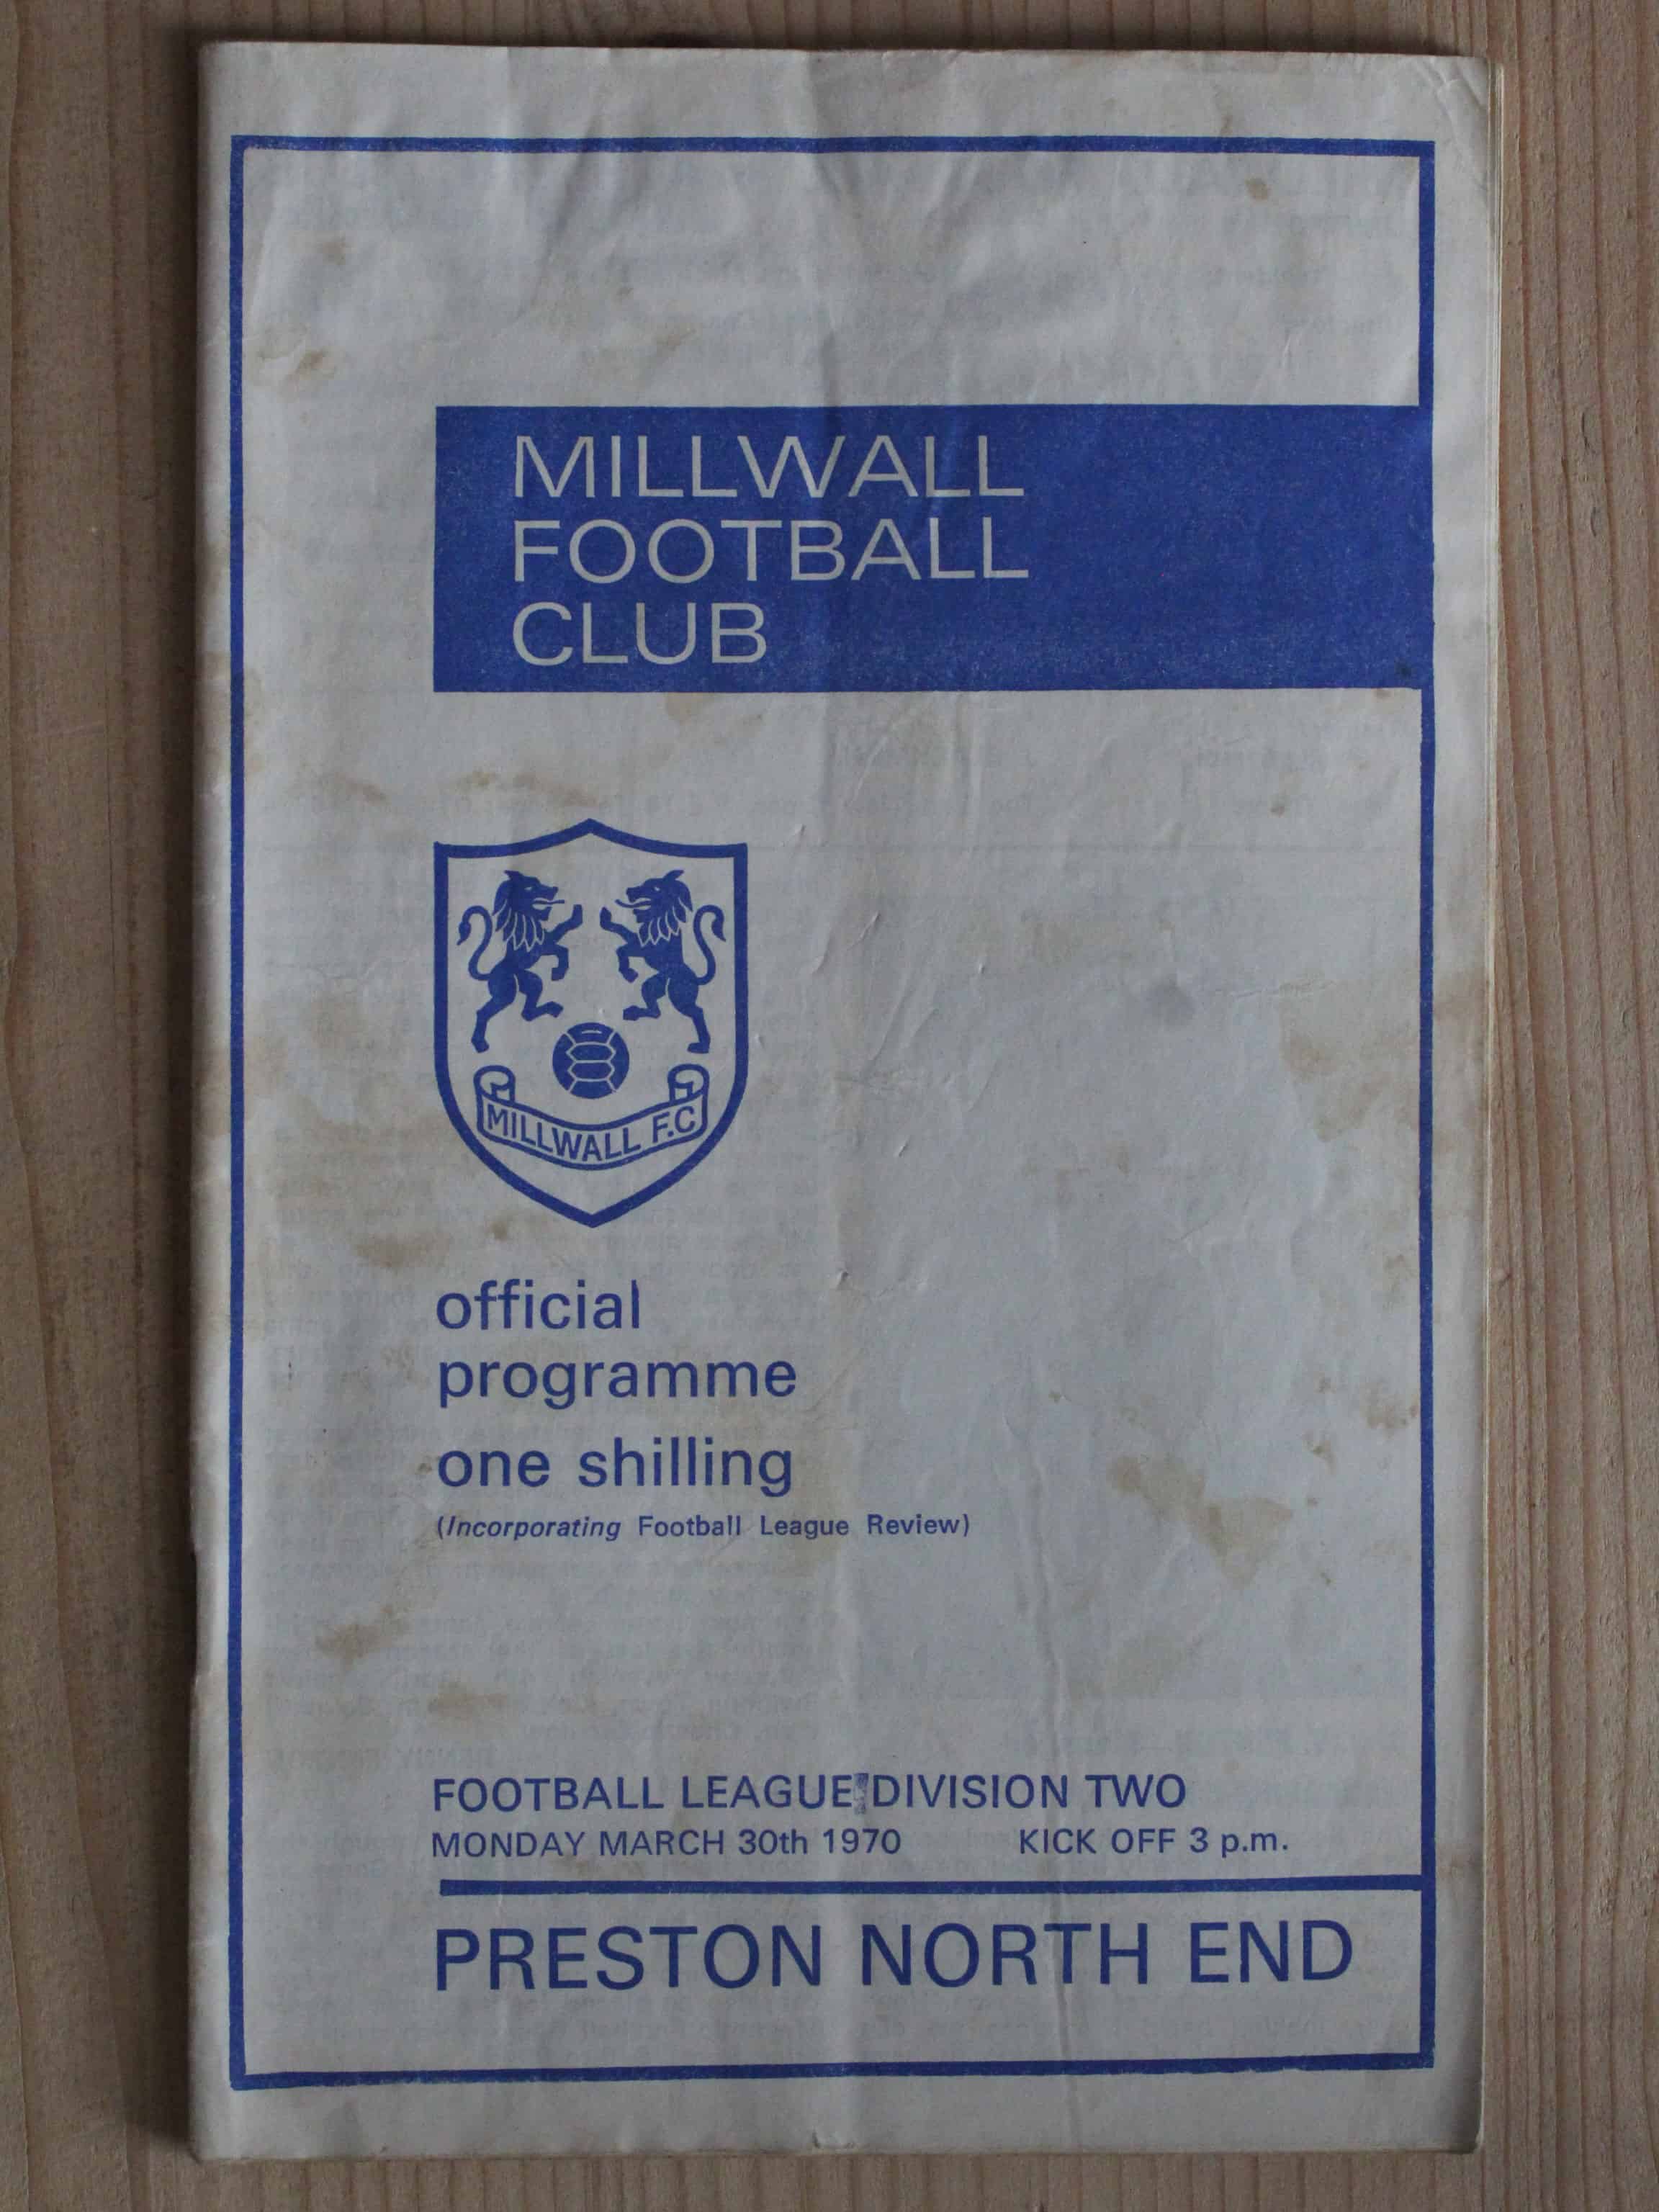 MILLWALL
FOOTBALL
CLUB
MILLWALL F.C
official
programme
one shilling
(Incorporating Football League Review)
FOOTBALL LEAGUE DIVISION TWO
MONDAY MARCH 30th 1970 KICK OFF 3 p.m.
PRESTON NORTH END